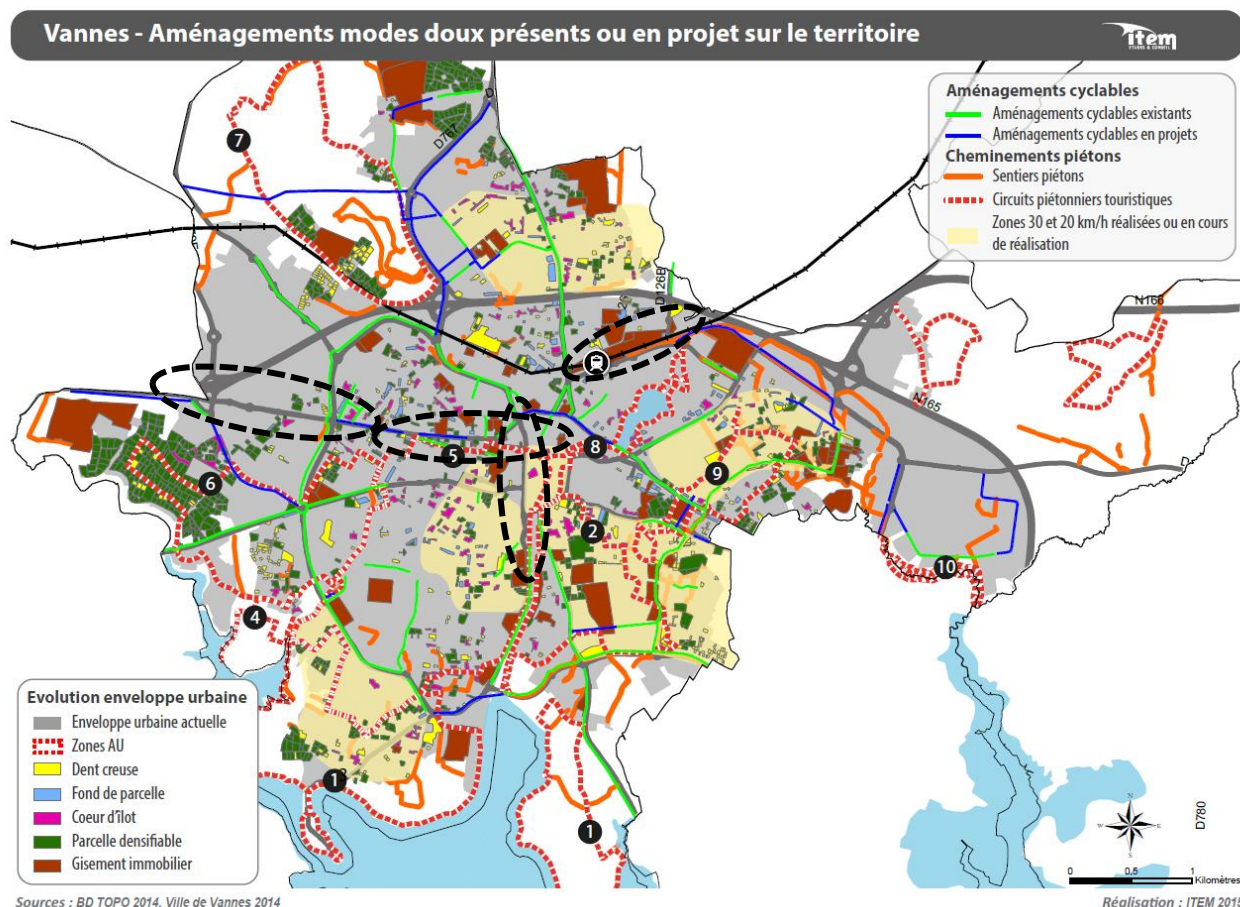 Vannes - Aménagements modes doux présents ou en projet sur le territoire
item
ETUDES & CONSEIL
Aménagements cyclables
Aménagements cyclables existants
Aménagements cyclables en projets
Cheminements piétons
Sentiers piétons
Circuits piétonniers touristiques
Zones 30 et 20 km/h réalisées ou en cours
de réalisation
D767
7
D126B
N166
N165
8
5
9
6
2
10
4
1
1
Evolution enveloppe urbaine
Enveloppe urbaine actuelle
Zones AU
Dent creuse
Fond de parcelle
Coeur d'îlot
Parcelle densifiable
Gisement immobilier
D780
N
W
E
S
0 0,5 1
Kilomètres
Sources : BD TOPO 2014, Ville de Vannes 2014
Réalisation : ITEM 2015